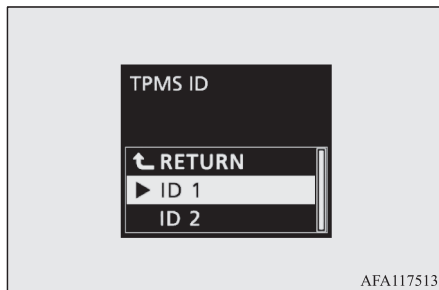 TPMS ID
RETURN
▶ ID 1
ID 2
AFA117513